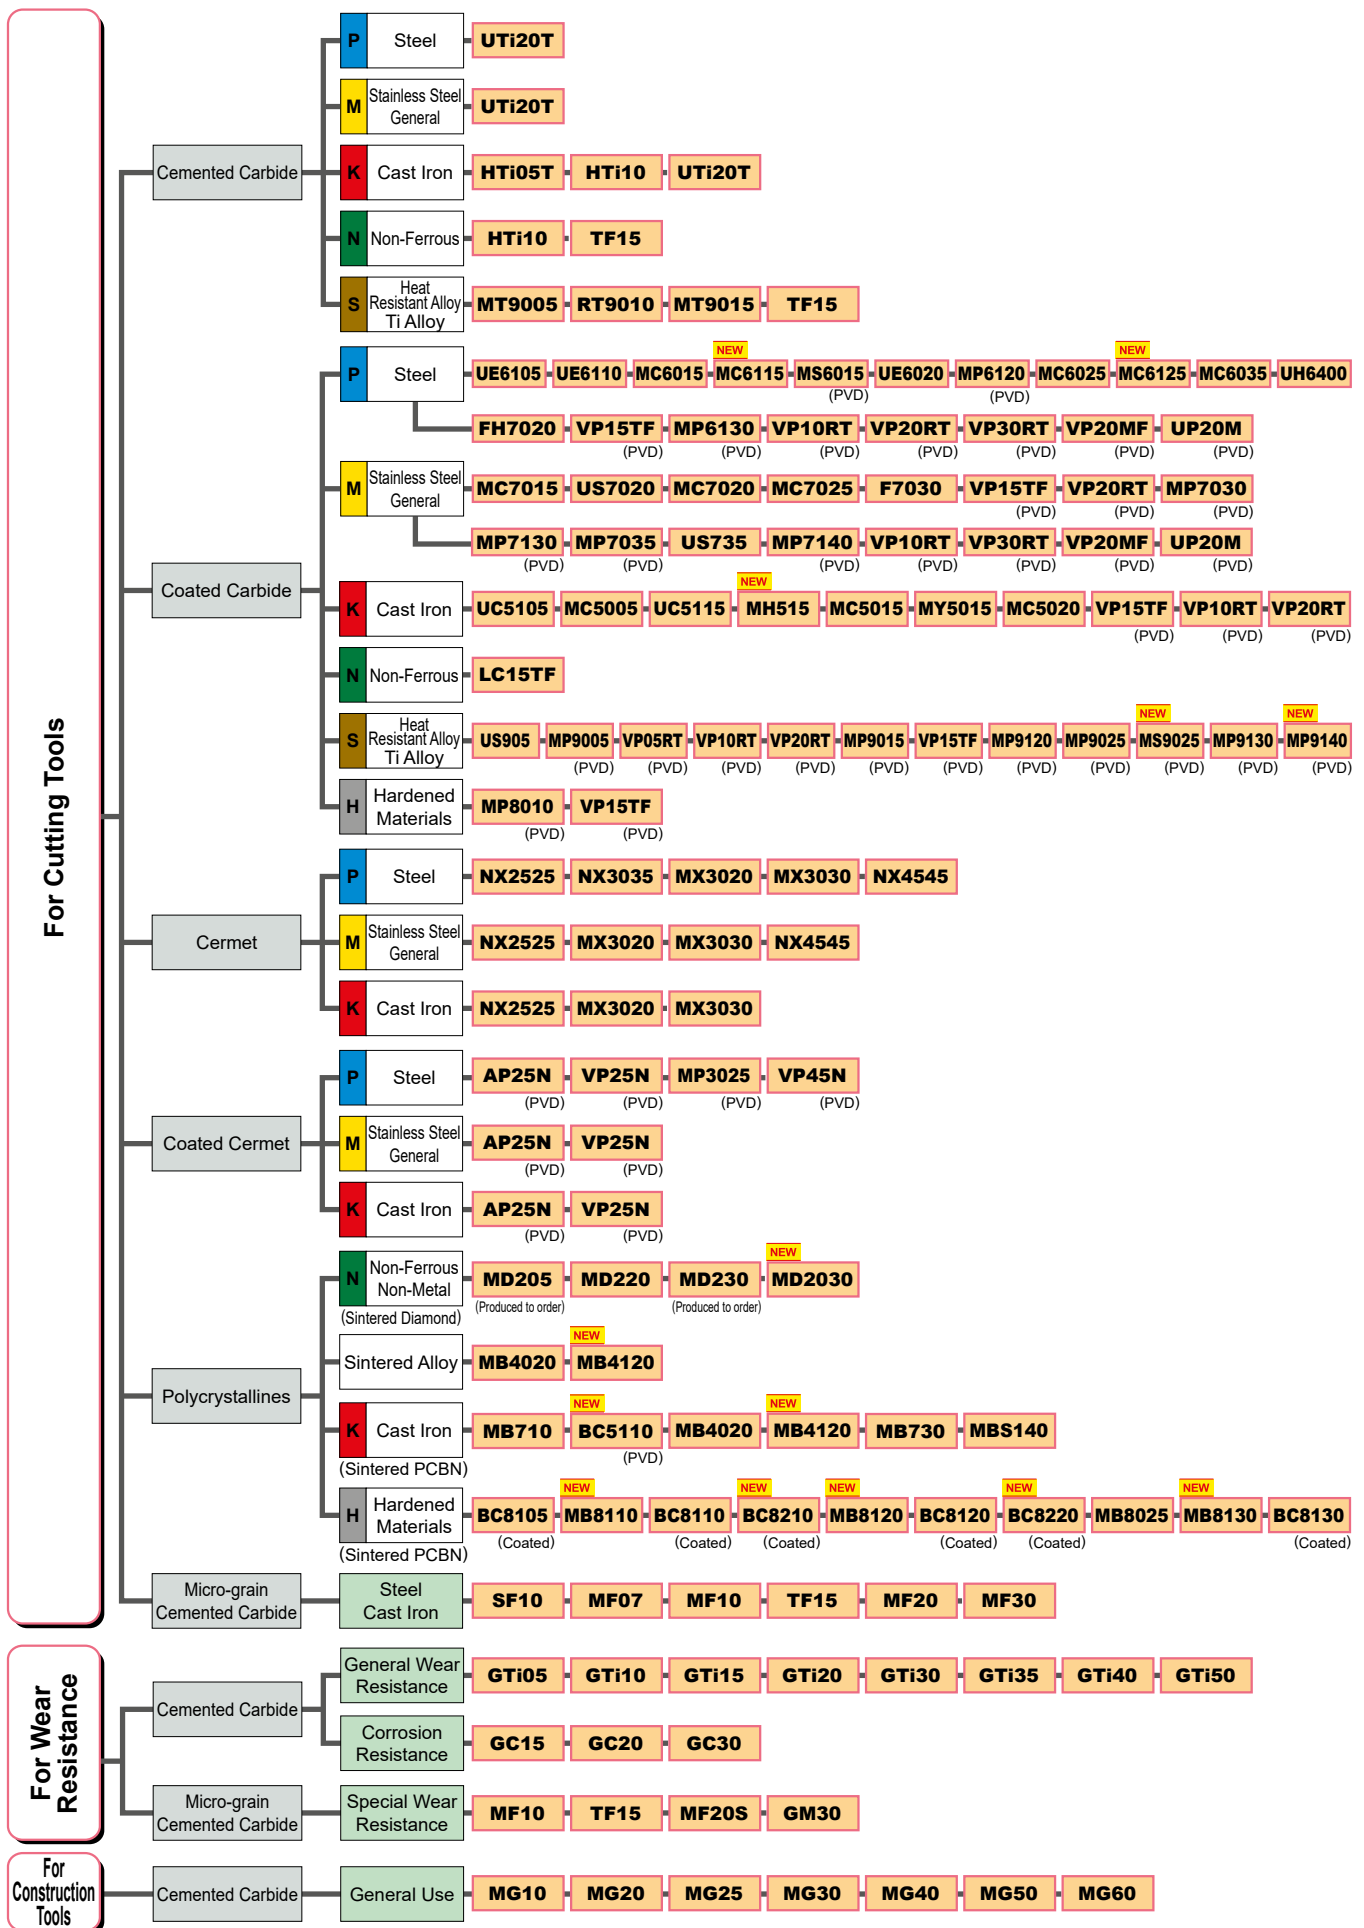 For Cutting Tools
Cemented Carbide
P Steel UTi20T
M Stainless Steel
General UTi20T
K Cast Iron HTi05T HTi10 UTi20T
N Non-Ferrous HTi10 TF15
S Heat
Resistant Alloy
Ti Alloy MT9005 RT9010 MT9015 TF15
Coated Carbide
NEW NEW
P Steel UE6105 UE6110 MC6015 MC6115 MS6015 UE6020 MP6120 MC6025 MC6125 MC6035 UH6400
(PVD) (PVD)
FH7020 VP15TF MP6130 VP10RT VP20RT VP30RT VP20MF UP20M
(PVD) (PVD) (PVD) (PVD) (PVD) (PVD) (PVD)
M Stainless Steel
General MC7015 US7020 MC7020 MC7025 F7030 VP15TF VP20RT MP7030
(PVD) (PVD) (PVD)
MP7130 MP7035 US735 MP7140 VP10RT VP30RT VP20MF UP20M
(PVD) (PVD) (PVD) (PVD) (PVD) (PVD) (PVD)
NEW
K Cast Iron UC5105 MC5005 UC5115 MH515 MC5015 MY5015 MC5020 VP15TF VP10RT VP20RT
(PVD) (PVD) (PVD)
N Non-Ferrous LC15TF
NEW NEW
S Heat
Resistant Alloy
Ti Alloy US905 MP9005 VP05RT VP10RT VP20RT MP9015 VP15TF MP9120 MP9025 MS9025 MP9130 MP9140
(PVD) (PVD) (PVD) (PVD) (PVD) (PVD) (PVD) (PVD) (PVD) (PVD) (PVD)
H Hardened
Materials MP8010 VP15TF
(PVD) (PVD)
Cermet
P Steel NX2525 NX3035 MX3020 MX3030 NX4545
M Stainless Steel
General NX2525 MX3020 MX3030 NX4545
K Cast Iron NX2525 MX3020 MX3030
Coated Cermet
P Steel AP25N VP25N MP3025 VP45N
(PVD) (PVD) (PVD) (PVD)
M Stainless Steel
General AP25N VP25N
(PVD) (PVD)
K Cast Iron AP25N VP25N
(PVD) (PVD)
Polycrystallines
NEW
N Non-Ferrous
Non-Metal MD205 MD220 MD230 MD2030
(Sintered Diamond) (Produced to order) (Produced to order)
NEW
Sintered Alloy MB4020 MB4120
NEW NEW
K Cast Iron MB710 BC5110 MB4020 MB4120 MB730 MBS140
(PVD)
(Sintered PCBN)
NEW NEW NEW NEW NEW
H Hardened
Materials BC8105 MB8110 BC8110 BC8210 MB8120 BC8120 BC8220 MB8025 MB8130 BC8130
(Coated) (Coated) (Coated) (Coated) (Coated) (Coated)
(Sintered PCBN)
Micro-grain
Cemented Carbide
Steel
Cast Iron SF10 MF07 MF10 TF15 MF20 MF30
For Wear
Resistance
Cemented Carbide
General Wear
Resistance GTi05 GTi10 GTi15 GTi20 GTi30 GTi35 GTi40 GTi50
Corrosion
Resistance GC15 GC20 GC30
Micro-grain
Cemented Carbide
Special Wear
Resistance MF10 TF15 MF20S GM30
For
Construction
Tools
Cemented Carbide
General Use MG10 MG20 MG25 MG30 MG40 MG50 MG60